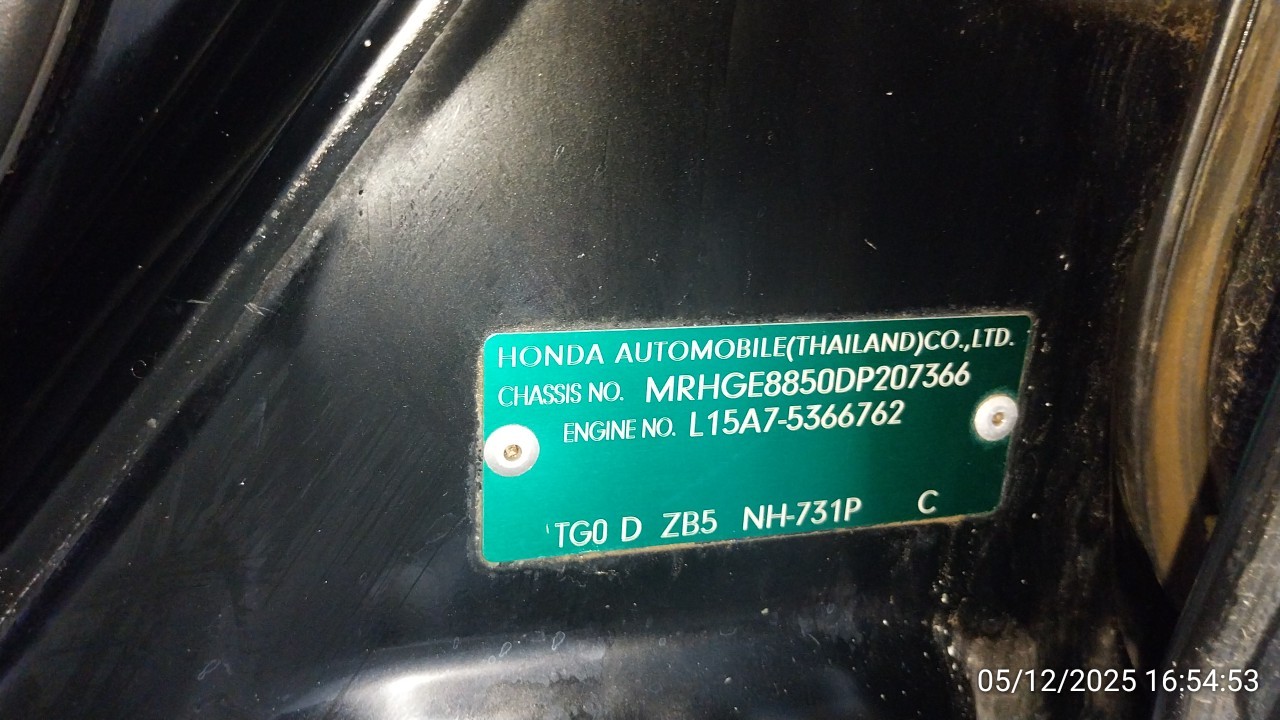 HONDA AUTOMOBILE(THAILAND)CO.,LTD.
CHASSIS NO. MRHGE8850DP207366
ENGINE NO. L15A7-5366762
TG0 D ZB5 NH-731P C
05/12/2025 16:54:53